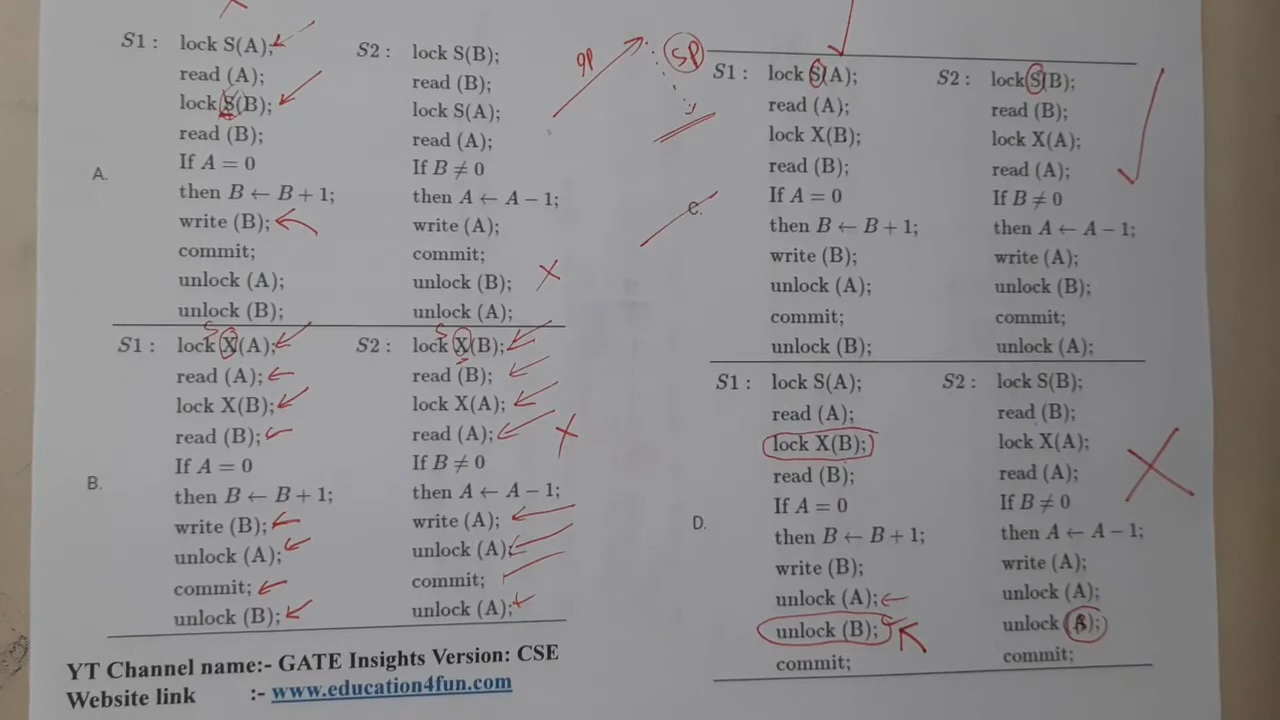 S1 : lock S(A); S2 : lock S(B);
read (A); read (B);
lock S(B); lock S(A);
read (B); read (A);
If A = 0 If B ≠ 0
A. then B ← B + 1; then A ← A − 1;
write (B); write (A);
commit; commit;
unlock (A); unlock (B);
unlock (B); unlock (A);
S S
S1 : lock X(A); S2 : lock X(B);
read (A); read (B);
lock X(B); lock X(A);
read (B); read (A);
If A = 0 If B ≠ 0
B. then B ← B + 1; then A ← A − 1;
write (B); write (A);
unlock (A); unlock (A);
commit; commit;
unlock (B); unlock (A);
YT Channel name:- GATE Insights Version: CSE
Website link :- www.education4fun.com
gp SP
S1 : lock S(A); S2 : lock S(B);
read (A); read (B);
lock X(B); lock X(A);
read (B); read (A);
If A = 0 If B ≠ 0
C. then B ← B + 1; then A ← A − 1;
write (B); write (A);
unlock (A); unlock (B);
commit; commit;
unlock (B); unlock (A);
S1 : lock S(A); S2 : lock S(B);
read (A); read (B);
lock X(B); lock X(A);
read (B); read (A);
If A = 0 If B ≠ 0
D. then B ← B + 1; then A ← A − 1;
write (B); write (A);
unlock (A); unlock (A);
unlock (B); unlock ( );
commit; commit;